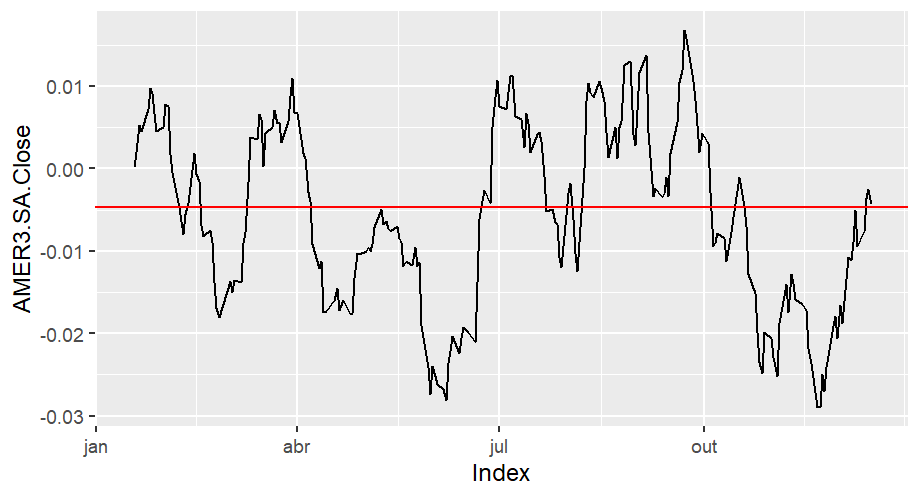 AMER3.SA.Close
0.01
0.00
-0.01
-0.02
-0.03
jan
abr
jul
out
Index